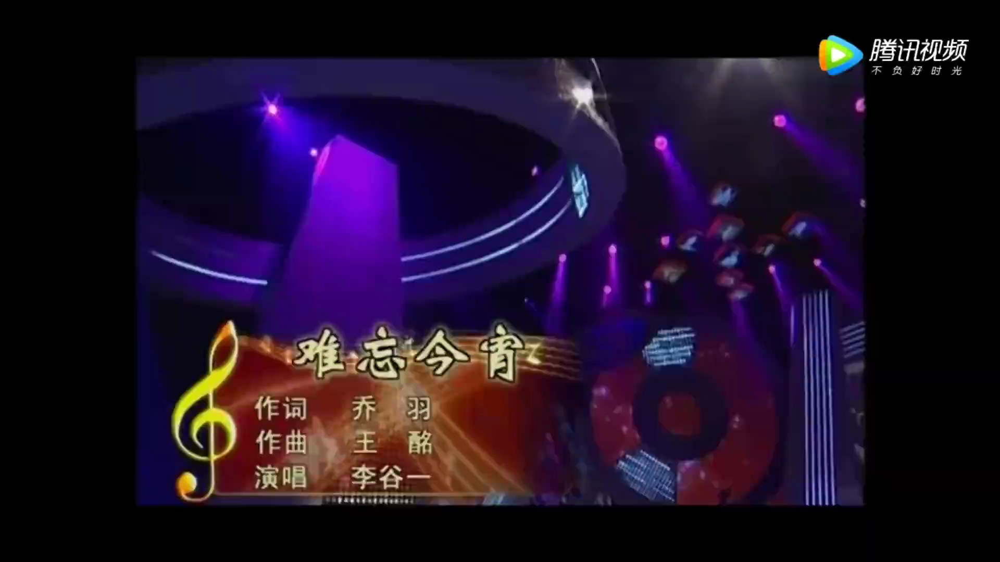 腾讯视频
不负好时光
难忘今宵
作词 乔羽
作曲 王酩
演唱 李谷一